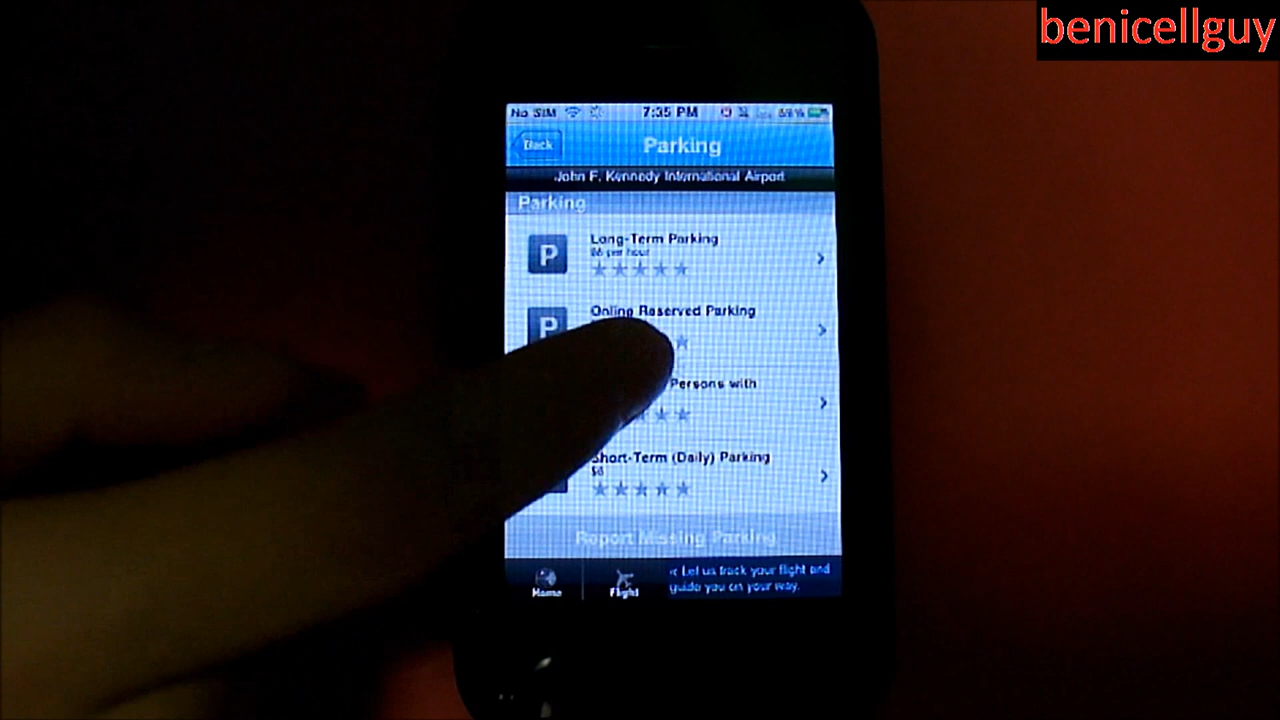 benicellguy
No SIM 7:35 PM
Back Parking
John F. Kennedy International Airport
Parking
P Long-Term Parking
per hour
P Online Reserved Parking
Persons with
Short-Term (Daily) Parking
$6
Report Missing Parking
Home Flight
< Let us track your flight and
guide you on your way.